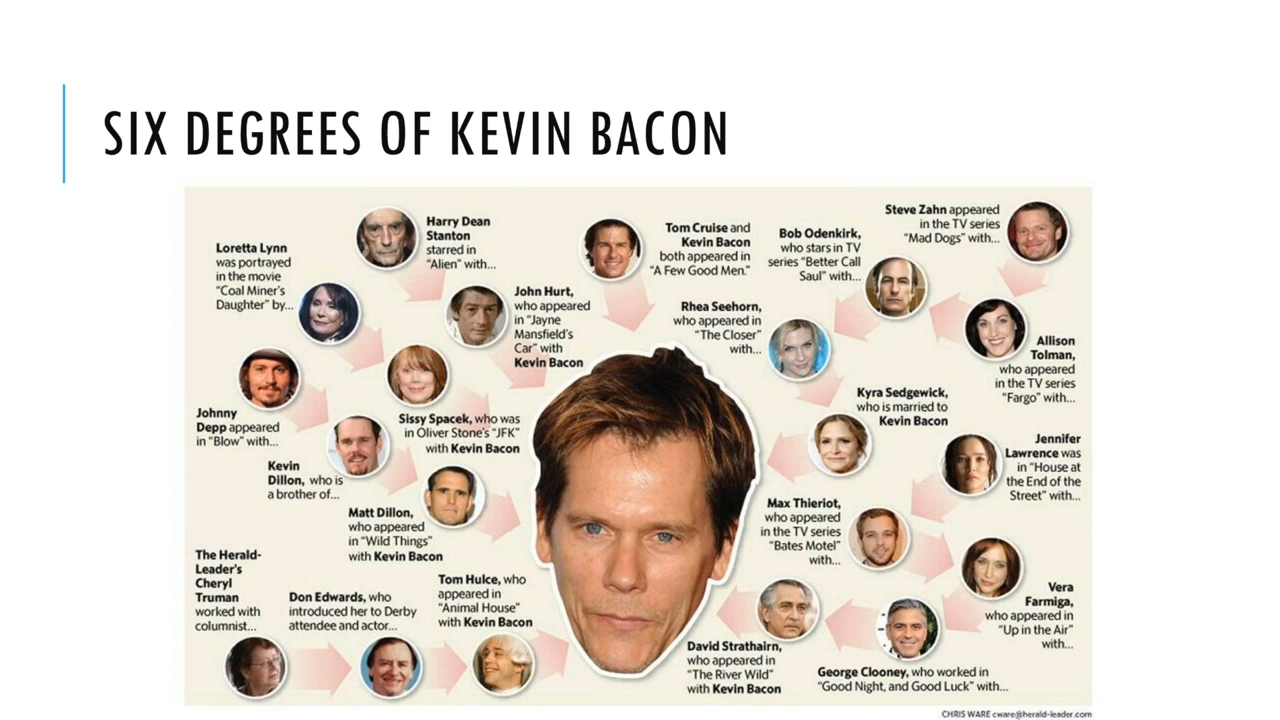 SIX DEGREES OF KEVIN BACON
Loretta Lynn
was portrayed
in the movie
“Coal Miner’s
Daughter” by...
Harry Dean
Stanton
starred in
“Alien” with...
John Hurt,
who appeared
in “Jayne
Mansfield’s
Car” with
Kevin Bacon
Tom Cruise and
Kevin Bacon
both appeared in
“A Few Good Men.”
Steve Zahn appeared
in the TV series
“Mad Dogs” with...
Allison
Tolman,
who appeared
in the TV series
“Fargo” with...
Bob Odenkirk,
who stars in TV
series “Better Call
Saul” with...
Rhea Seehorn,
who appeared in
“The Closer”
with...
Kyra Sedgewick,
who is married to
Kevin Bacon
Sissy Spacek, who was
in Oliver Stone’s “JFK”
with Kevin Bacon
Johnny
Depp appeared
in “Blow” with...
Kevin
Dillon, who is
a brother of...
Matt Dillon,
who appeared
in “Wild Things”
with Kevin Bacon
Jennifer
Lawrence was
in “House at
the End of the
Street” with...
Max Thieriot,
who appeared
in the TV series
“Bates Motel”
with...
Vera
Farmiga,
who appeared in
“Up in the Air”
with...
George Clooney, who worked in
“Good Night, and Good Luck” with...
David Strathairn,
who appeared in
“The River Wild”
with Kevin Bacon
The Herald-
Leader’s
Cheryl
Truman
worked with
columnist...
Don Edwards, who
introduced her to Derby
attendee and actor...
Tom Hulce, who
appeared in
“Animal House”
with Kevin Bacon
CHRIS WARE cware@herald-leader.com